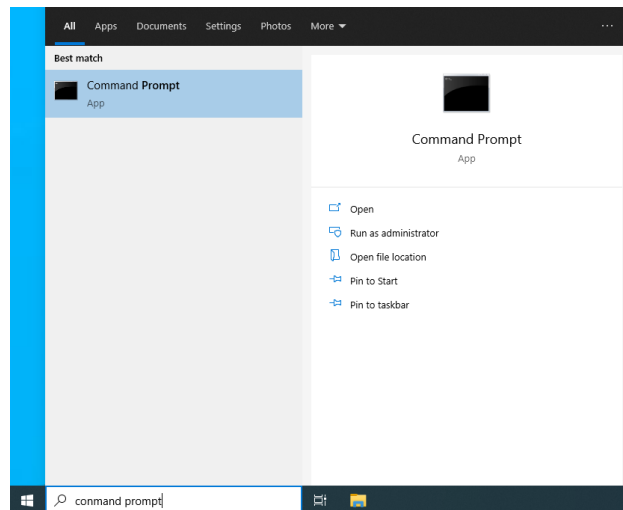 All Apps Documents Settings Photos More ...
Best match
Command Prompt
App
Command Prompt
App
Open
Run as administrator
Open file location
Pin to Start
Pin to taskbar
conmand prompt